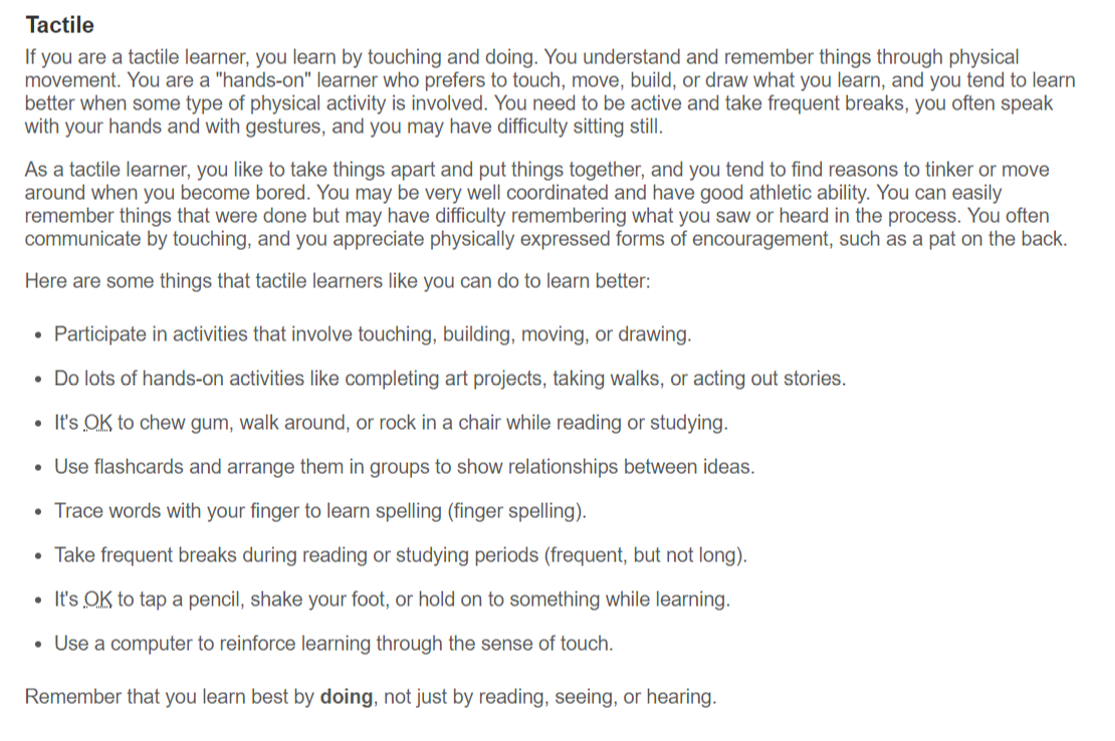 Tactile
If you are a tactile learner, you learn by touching and doing. You understand and remember things through physical
movement. You are a "hands-on" learner who prefers to touch, move, build, or draw what you learn, and you tend to learn
better when some type of physical activity is involved. You need to be active and take frequent breaks, you often speak
with your hands and with gestures, and you may have difficulty sitting still.
As a tactile learner, you like to take things apart and put things together, and you tend to find reasons to tinker or move
around when you become bored. You may be very well coordinated and have good athletic ability. You can easily
remember things that were done but may have difficulty remembering what you saw or heard in the process. You often
communicate by touching, and you appreciate physically expressed forms of encouragement, such as a pat on the back.
Here are some things that tactile learners like you can do to learn better:
• Participate in activities that involve touching, building, moving, or drawing.
• Do lots of hands-on activities like completing art projects, taking walks, or acting out stories.
• It's OK to chew gum, walk around, or rock in a chair while reading or studying.
• Use flashcards and arrange them in groups to show relationships between ideas.
• Trace words with your finger to learn spelling (finger spelling).
• Take frequent breaks during reading or studying periods (frequent, but not long).
• It's OK to tap a pencil, shake your foot, or hold on to something while learning.
• Use a computer to reinforce learning through the sense of touch.
Remember that you learn best by doing, not just by reading, seeing, or hearing.